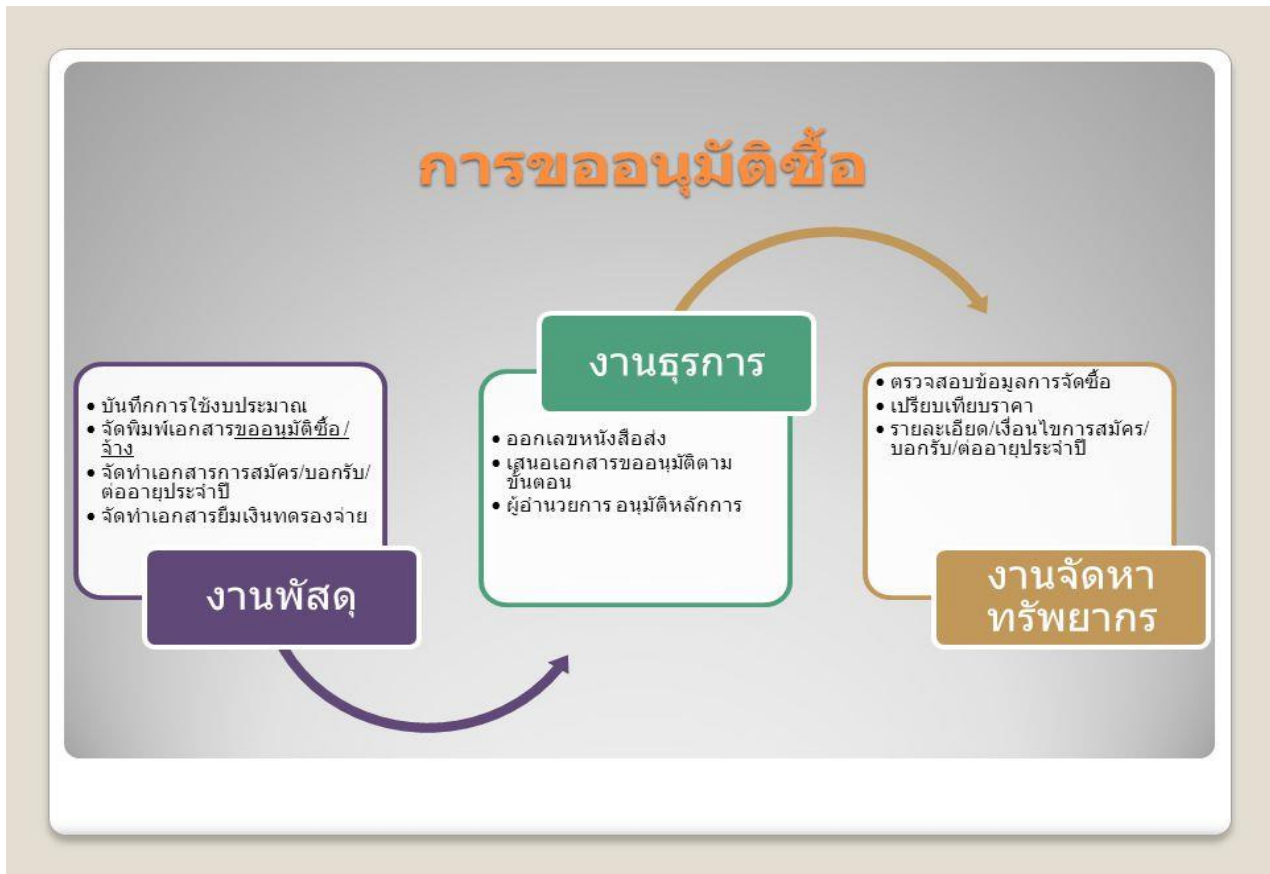 การขออนุมัติซื้อ
• บันทึกการใช้งบประมาณ
• จัดพิมพ์เอกสารขออนุมัติซื้อ/
จ้าง
• จัดทำเอกสารการสมัคร/บอกรับ/
ต่ออายุประจำปี
• จัดทำเอกสารยืมเงินทดรองจ่าย
งานพัสดุ
งานธุรการ
• ออกเลขหนังสือส่ง
• เสนอเอกสารขออนุมัติตาม
ขั้นตอน
• ผู้อำนวยการ อนุมัติหลักการ
• ตรวจสอบข้อมูลการจัดซื้อ
• เปรียบเทียบราคา
• รายละเอียด/เงื่อนไขการสมัคร/
บอกรับ/ต่ออายุประจำปี
งานจัดหา
ทรัพยากร